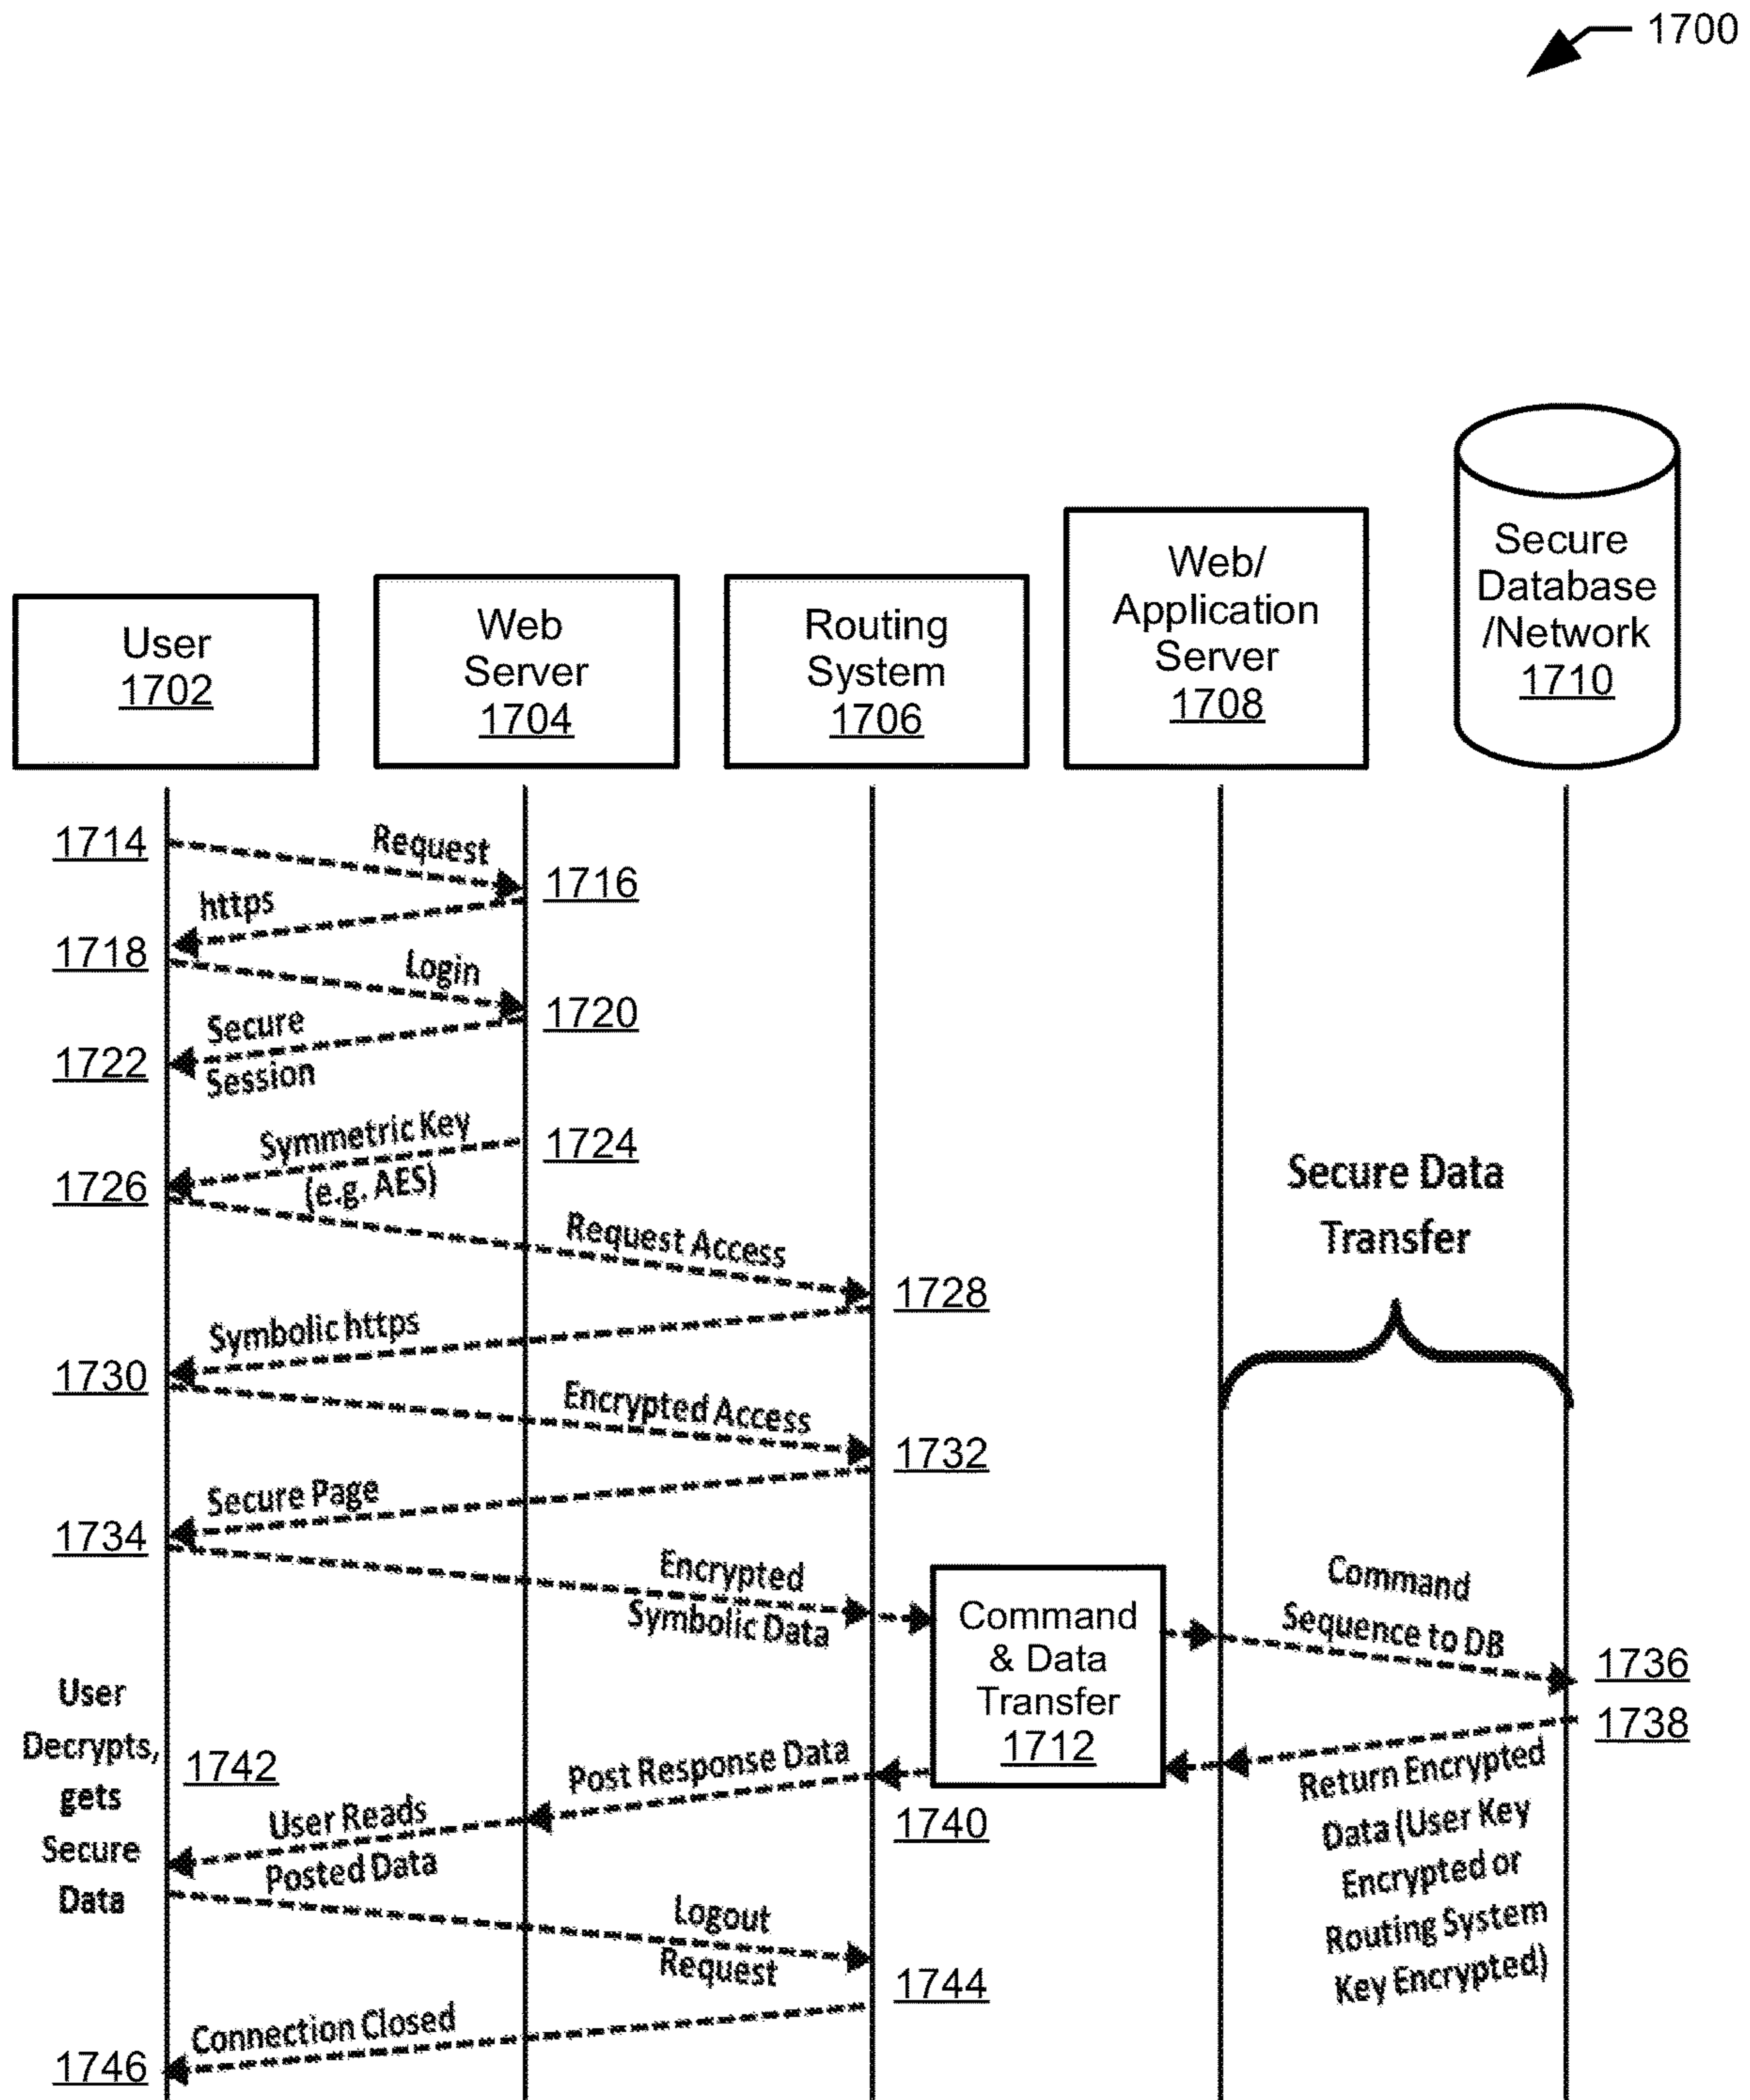 1700
User
1702
Web
Server
1704
Routing
System
1706
Web/
Application
Server
1708
Secure
Database
/Network
1710
1714
Request
1716
https
1718
Login
1720
Secure
Session
1722
Symmetric Key
(e.g. AES)
1724
1726
Request Access
1728
Symbolic https
1730
Encrypted Access
1732
Secure Page
1734
Encrypted
Symbolic Data
Command
& Data
Transfer
1712
Secure Data
Transfer
Command
Sequence to DB
1736
1738
Return Encrypted
Data (User Key
Encrypted or
Routing System
Key Encrypted)
Post Response Data
1740
User Reads
Posted Data
1742
User
Decrypts,
gets
Secure
Data
Logout
Request
1744
Connection Closed
1746